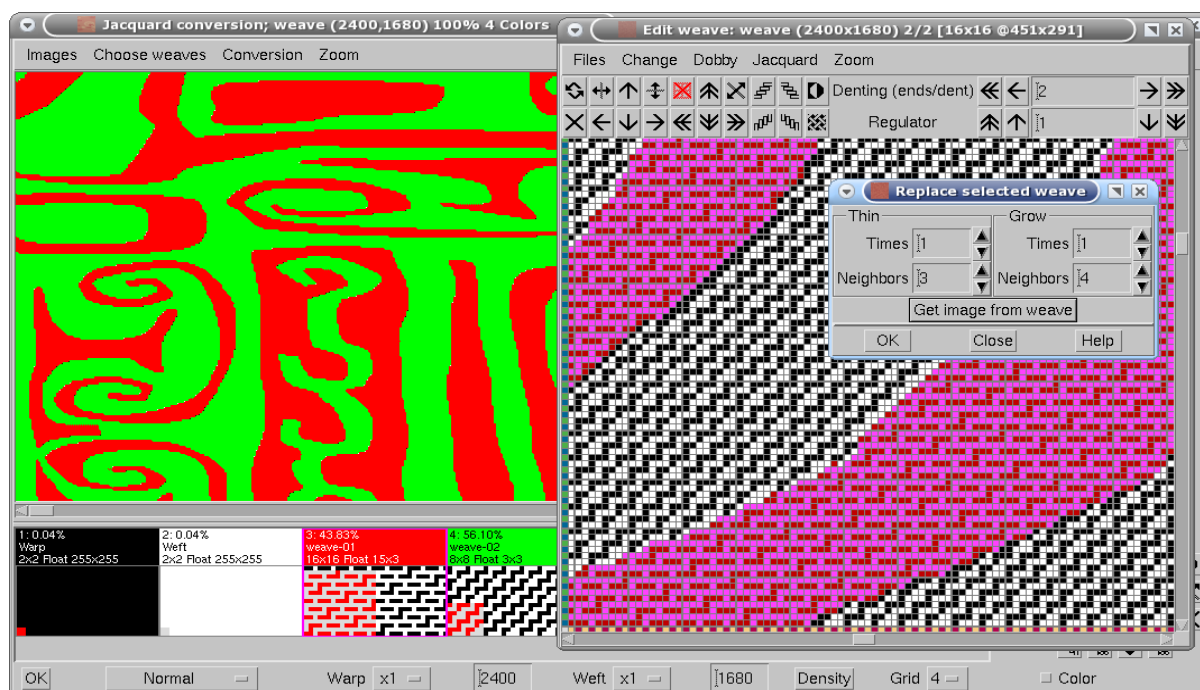 Jacquard conversion; weave (2400,1680) 100% 4 Colors
Images Choose weaves Conversion Zoom
1: 0.04%
Warp
2x2 Float 255x255
2: 0.04%
Weft
2x2 Float 255x255
3: 43.83%
weave-01
16x16 Float 15x3
4: 56.10%
weave-02
8x8 Float 3x3
OK Normal Warp x1 2400 Weft x1 1680 Density Grid 4 Color
Edit weave: weave (2400x1680) 2/2 [16x16 @451x291]
Files Change Dobby Jacquard Zoom
Denting (ends/dent) 2
Regulator 1
Replace selected weave
Thin Grow
Times 1 Times 1
Neighbors 3 Neighbors 4
Get image from weave
OK Close Help